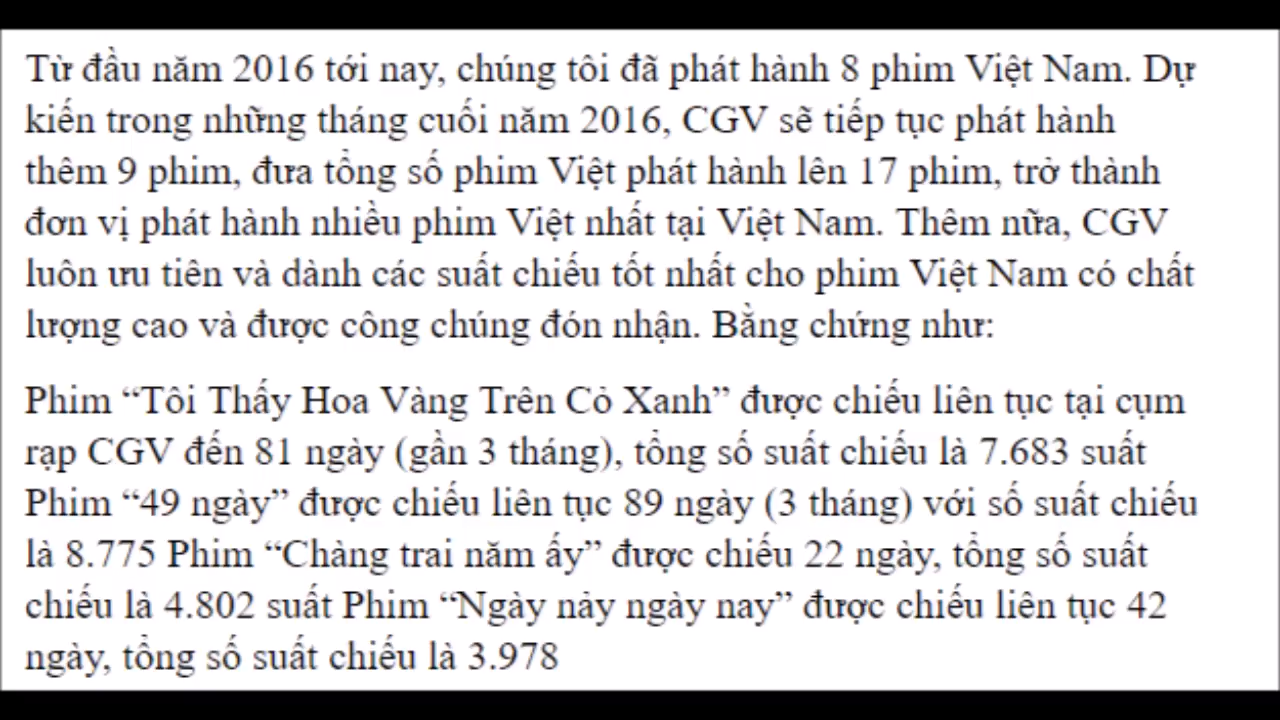 Từ đầu năm 2016 tới nay, chúng tôi đã phát hành 8 phim Việt Nam. Dự
kiến trong những tháng cuối năm 2016, CGV sẽ tiếp tục phát hành
thêm 9 phim, đưa tổng số phim Việt phát hành lên 17 phim, trở thành
đơn vị phát hành nhiều phim Việt nhất tại Việt Nam. Thêm nữa, CGV
luôn ưu tiên và dành các suất chiếu tốt nhất cho phim Việt Nam có chất
lượng cao và được công chúng đón nhận. Bằng chứng như:
Phim “Tôi Thấy Hoa Vàng Trên Cỏ Xanh” được chiếu liên tục tại cụm
rạp CGV đến 81 ngày (gần 3 tháng), tổng số suất chiếu là 7.683 suất
Phim “49 ngày” được chiếu liên tục 89 ngày (3 tháng) với số suất chiếu
là 8.775 Phim “Chàng trai năm ấy” được chiếu 22 ngày, tổng số suất
chiếu là 4.802 suất Phim “Ngày nảy ngày nay” được chiếu liên tục 42
ngày, tổng số suất chiếu là 3.978